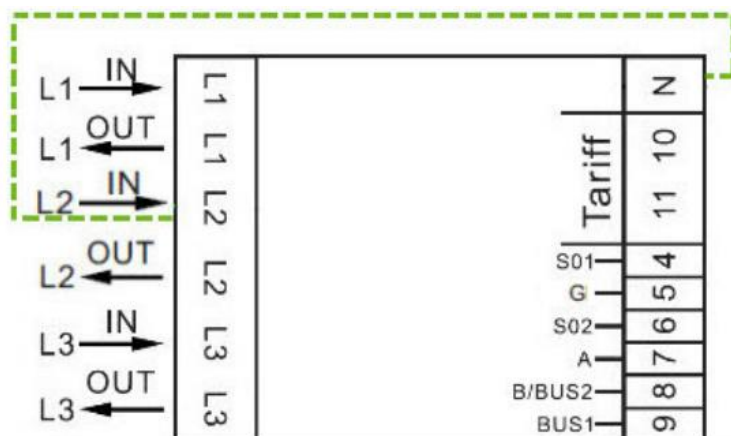 L1 IN L1 N
L1 OUT L1 Tariff 10
L2 IN L2 11
L2 OUT L2 S01 4
G 5
L3 IN L3 S02 6
A 7
L3 OUT L3 B/BUS2 8
BUS1 9